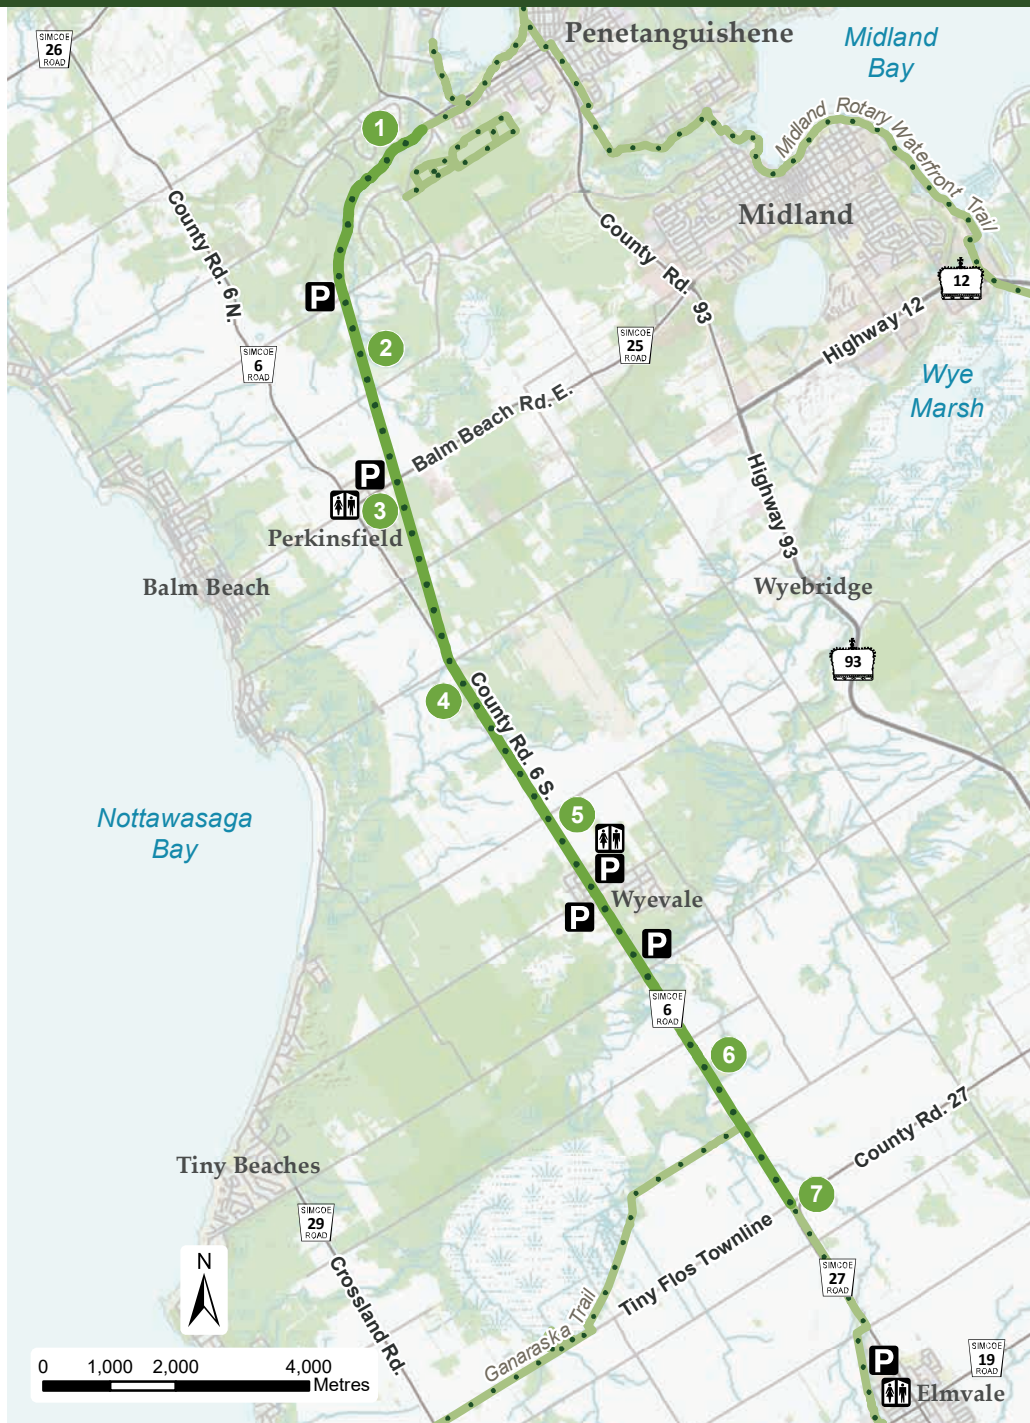 SIMCOE
26
ROAD
Penetanguishene
Midland
Bay
1
Midland Rotary Waterfront Trail
County Rd. 6 N.
Midland
County Rd. 93
12
P
Highway 12
SIMCOE
25
ROAD
2
SIMCOE
6
ROAD
Wye
Marsh
Balm Beach Rd. E.
P
3
Perkinsfield
Highway 93
Balm Beach
Wyebridge
93
4
County Rd. 6 S.
Nottawasaga
Bay
5
P
Wyevale
P
P
SIMCOE
6
ROAD
6
County Rd. 27
Tiny Beaches
7
SIMCOE
29
ROAD
Tiny Flos Townline
N
Crossland Rd.
SIMCOE
27
ROAD
Ganaraska Trail
P
SIMCOE
19
ROAD
Elmvale
0 1,000 2,000 4,000
Metres